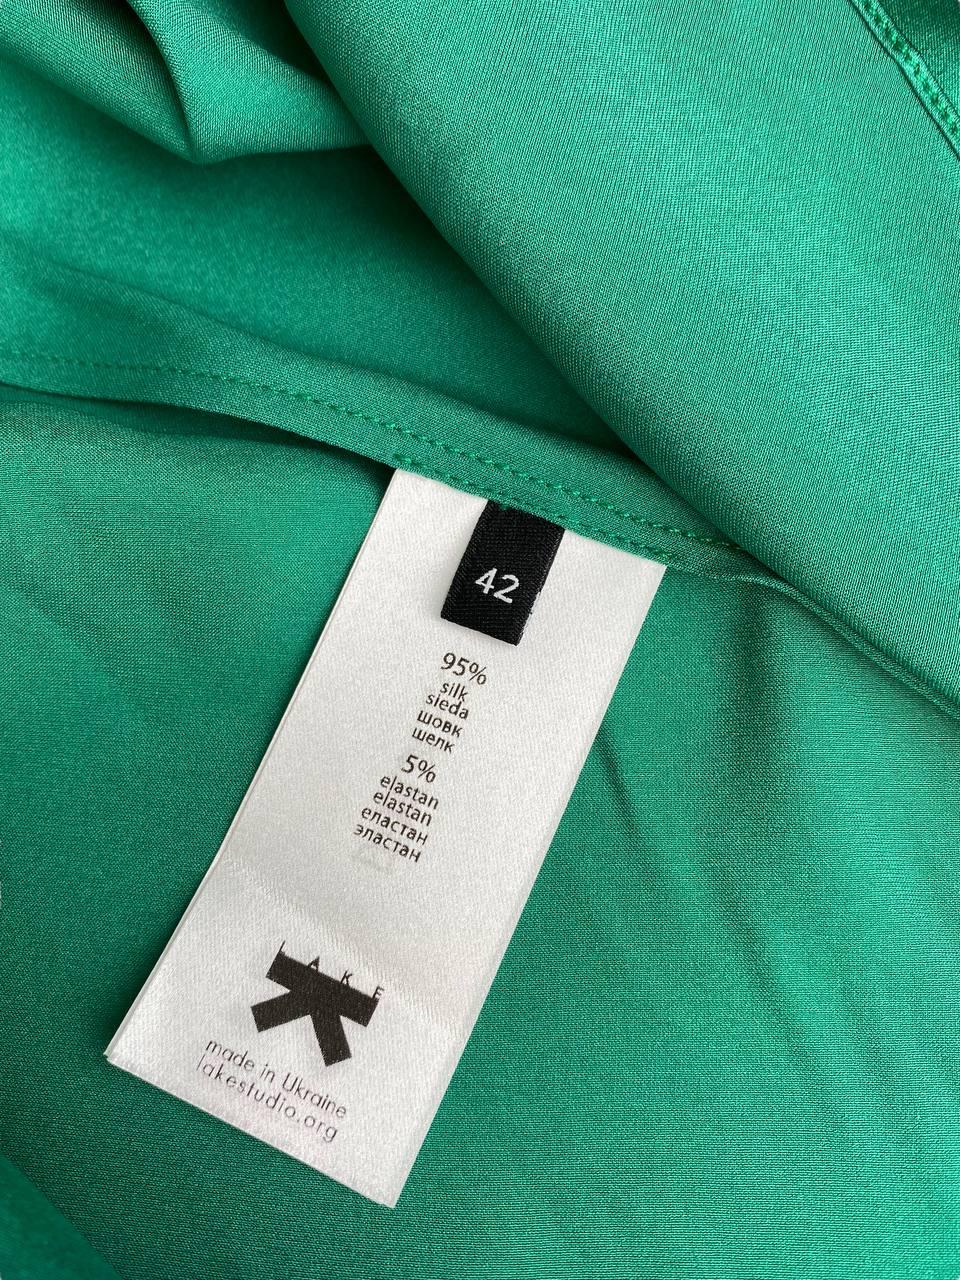 42
95%
silk
sieda
шовк
шелк
5%
elastan
elastan
еластан
эластан
LAKE
made in Ukraine
lakestudio.org